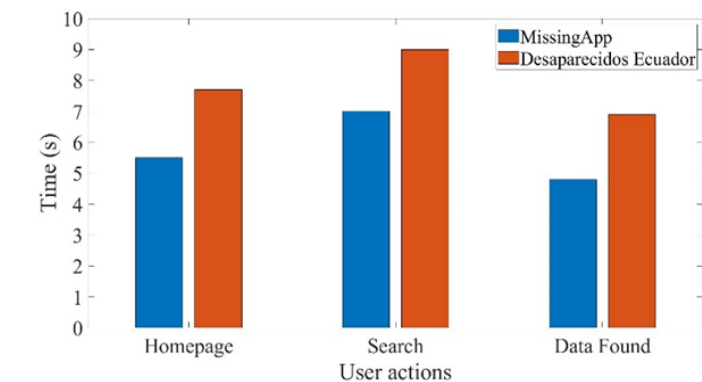 10
9
8
7
6
5
4
3
2
1
0
Time (s)
MissingApp
Desaparecidos Ecuador
Homepage Search Data Found
User actions